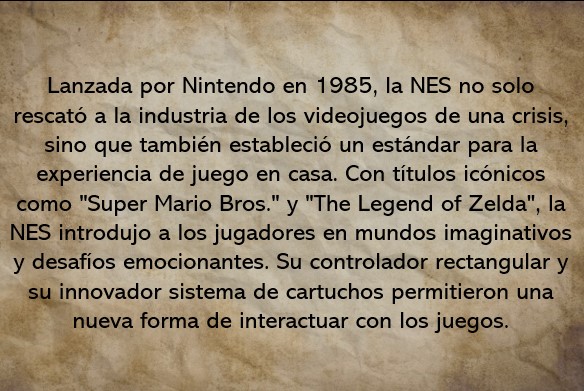 Lanzada por Nintendo en 1985, la NES no solo
rescató a la industria de los videojuegos de una crisis,
sino que también estableció un estándar para la
experiencia de juego en casa. Con títulos icónicos
como "Super Mario Bros." y "The Legend of Zelda", la
NES introdujo a los jugadores en mundos imaginativos
y desafíos emocionantes. Su controlador rectangular y
su innovador sistema de cartuchos permitieron una
nueva forma de interactuar con los juegos.